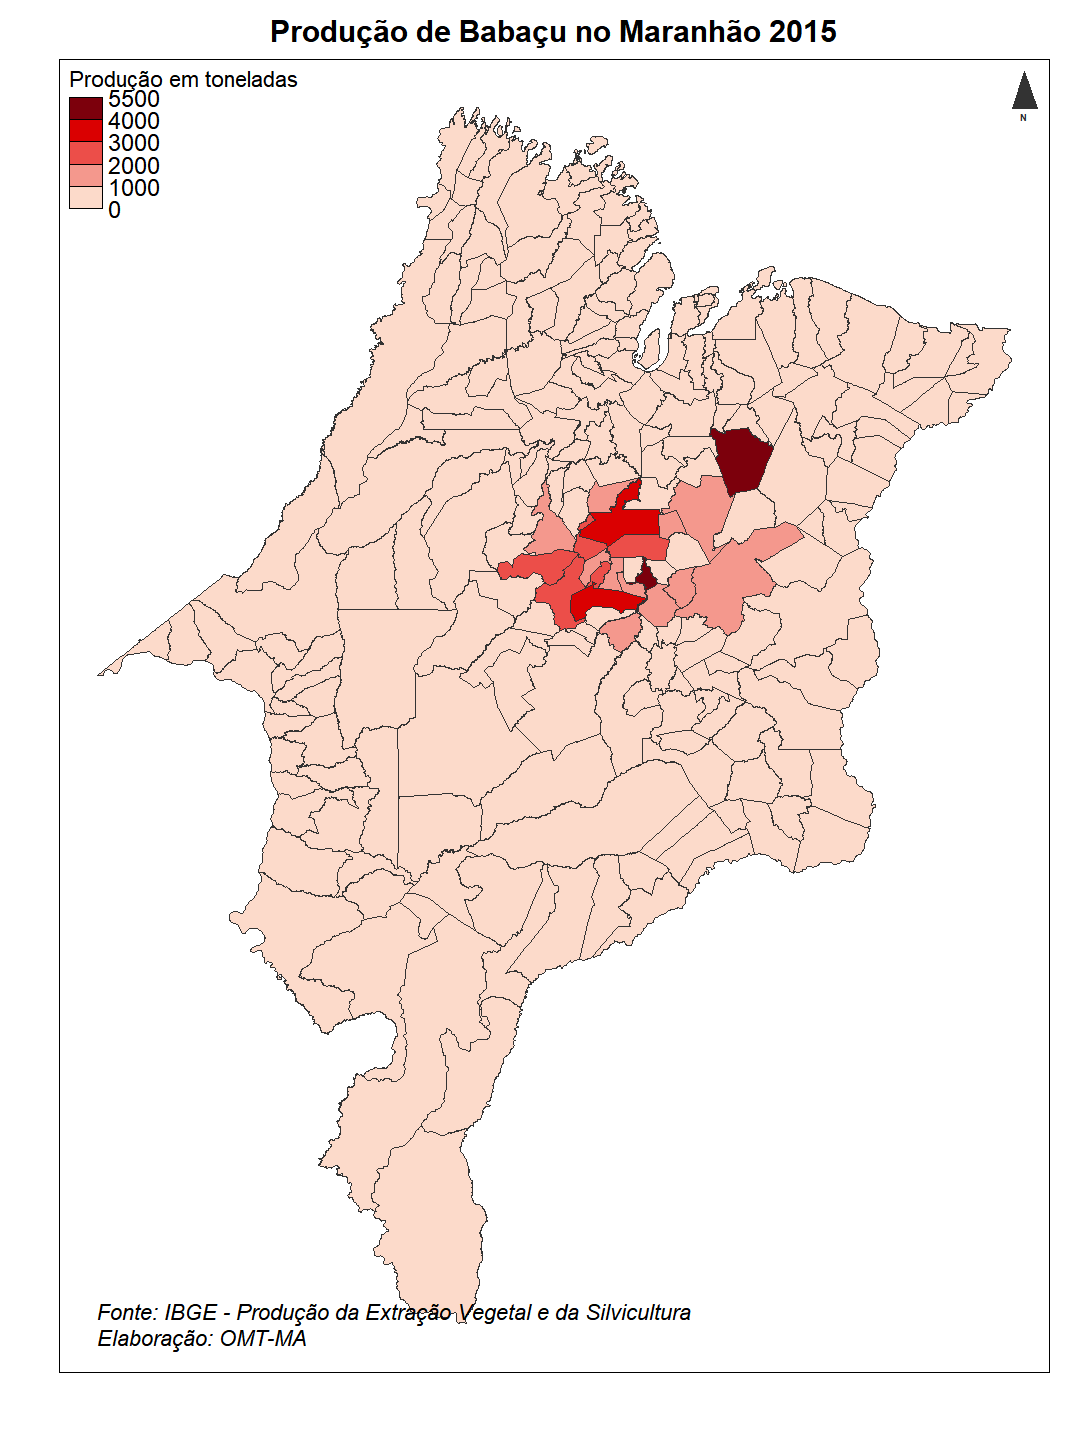 Produção de Babaçu no Maranhão 2015
Produção em toneladas
5500
4000
3000
2000
1000
0
N
Fonte: IBGE - Produção da Extração Vegetal e da Silvicultura
Elaboração: OMT-MA